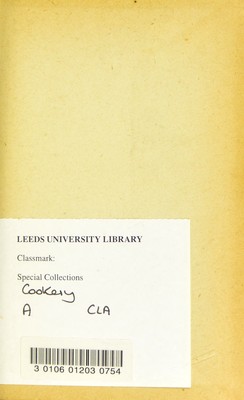 LEEDS UNIVERSITY LIBRARY
Classmark:
Special Collections
Cookery
A CLA
3 0106 01203 0754